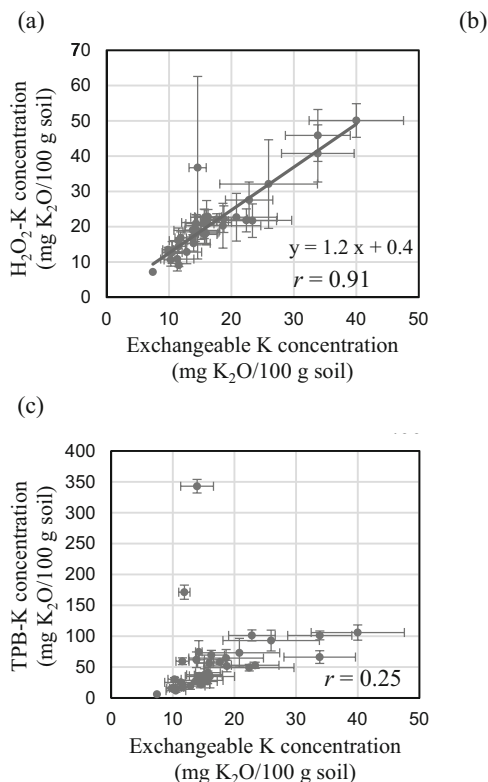 (a)
(b)
70
60
50
40
30
20
10
0
H₂O₂-K concentration
(mg K₂O/100 g soil)
y = 1.2 x + 0.4
r = 0.91
0 10 20 30 40 50
Exchangeable K concentration
(mg K₂O/100 g soil)
(c)
400
350
300
250
200
150
100
50
0
TPB-K concentration
(mg K₂O/100 g soil)
r = 0.25
0 10 20 30 40 50
Exchangeable K concentration
(mg K₂O/100 g soil)